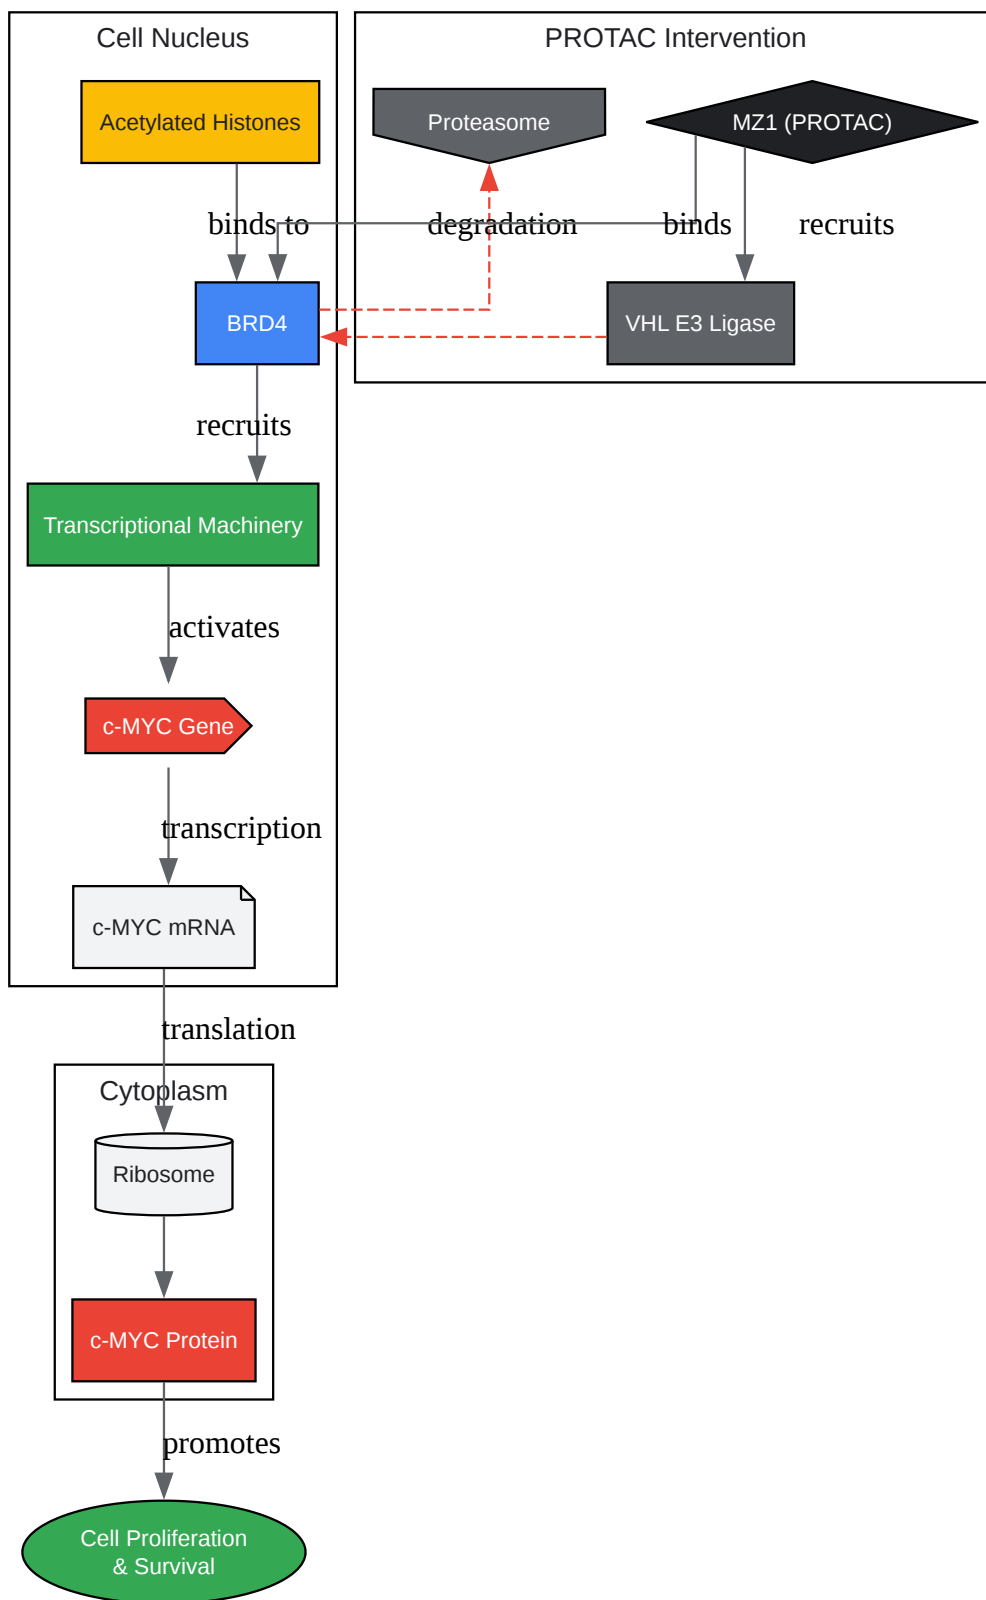 Cell Nucleus
PROTAC Intervention
Acetylated Histones
Proteasome
MZ1 (PROTAC)
binds to
degradation
binds
recruits
BRD4
VHL E3 Ligase
recruits
Transcriptional Machinery
activates
c-MYC Gene
transcription
c-MYC mRNA
translation
Cytoplasm
Ribosome
c-MYC Protein
promotes
Cell Proliferation
& Survival